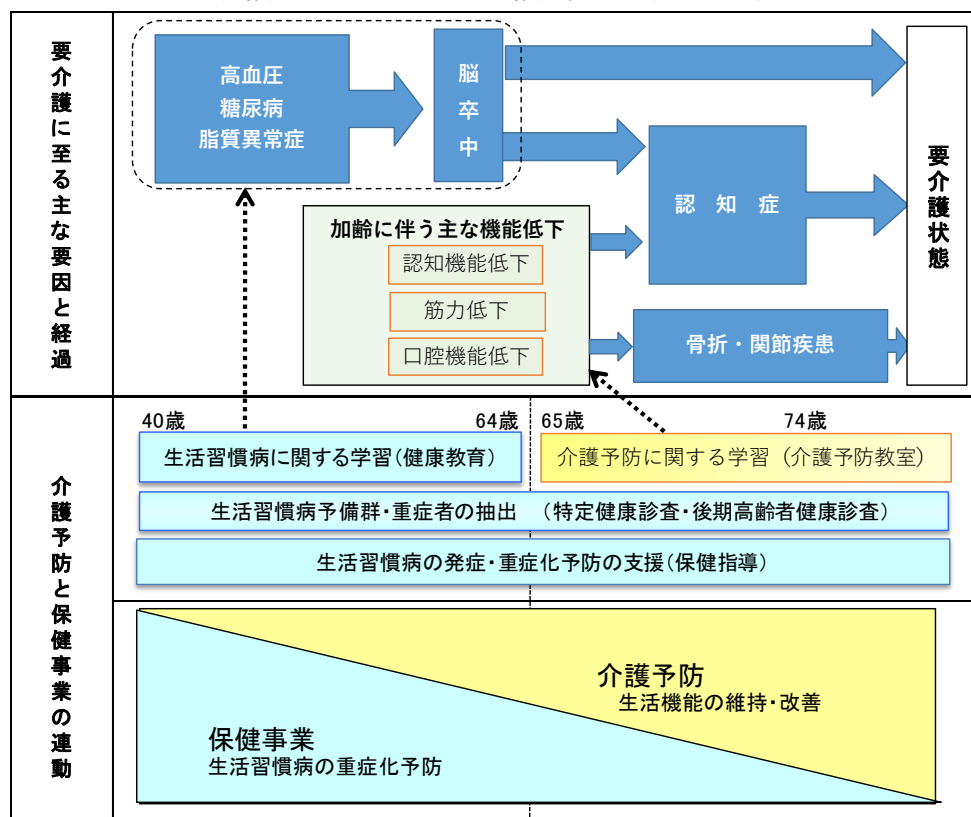 要介護に至る主な要因と経過
高血圧
糖尿病
脂質異常症
脳卒中
認知症
要介護状態
加齢に伴う主な機能低下
認知機能低下
筋力低下
口腔機能低下
骨折・関節疾患
介護予防と保健事業の連動
40歳 64歳 65歳 74歳
生活習慣病に関する学習(健康教育)
介護予防に関する学習（介護予防教室）
生活習慣病予備群・重症者の抽出 （特定健康診査・後期高齢者健康診査）
生活習慣病の発症・重症化予防の支援(保健指導)
介護予防
生活機能の維持・改善
保健事業
生活習慣病の重症化予防